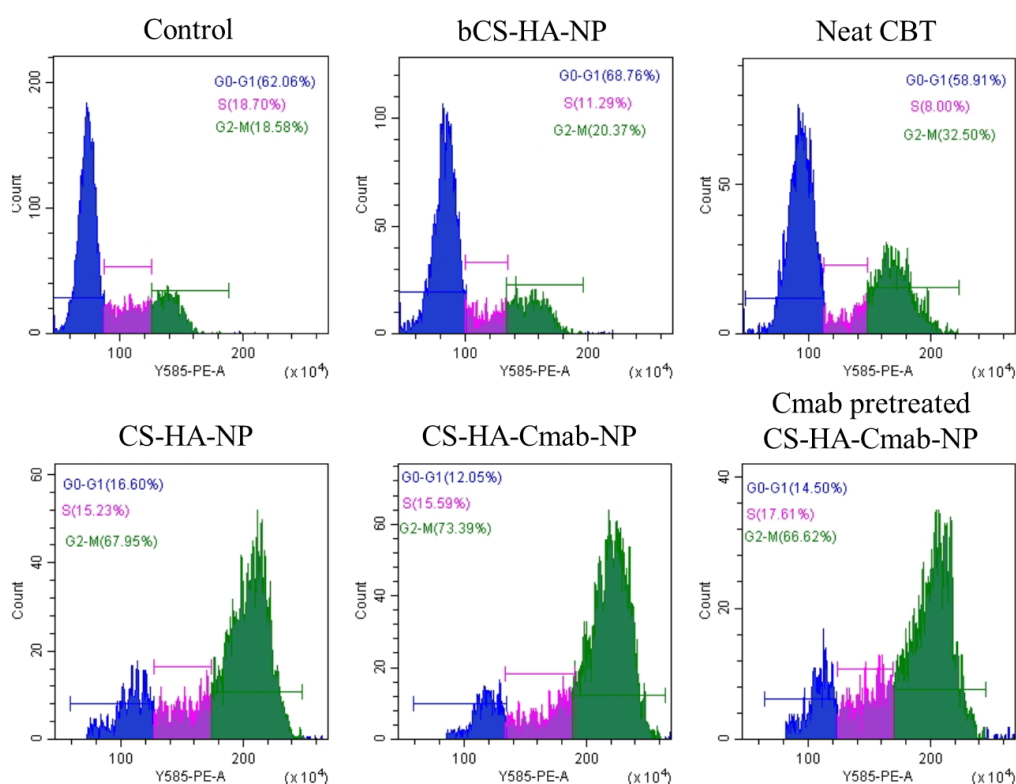 Control
G0-G1(62.06%)
S(18.70%)
G2-M(18.58%)
200
100
0
Count
100
200
Y585-PE-A
(x10⁴)
bCS-HA-NP
G0-G1(68.76%)
S(11.29%)
G2-M(20.37%)
100
50
0
Count
100
200
Y585-PE-A
(x10⁴)
Neat CBT
G0-G1(58.91%)
S(8.00%)
G2-M(32.50%)
50
0
Count
100
200
Y585-PE-A
(x10⁴)
CS-HA-NP
G0-G1(16.60%)
S(15.23%)
G2-M(67.95%)
60
40
20
0
Count
100
200
Y585-PE-A
(x10⁴)
CS-HA-Cmab-NP
G0-G1(12.05%)
S(15.59%)
G2-M(73.39%)
60
40
20
0
Count
100
200
Y585-PE-A
(x10⁴)
Cmab pretreated
CS-HA-Cmab-NP
G0-G1(14.50%)
S(17.61%)
G2-M(66.62%)
40
20
0
Count
100
200
Y585-PE-A
(x10⁴)